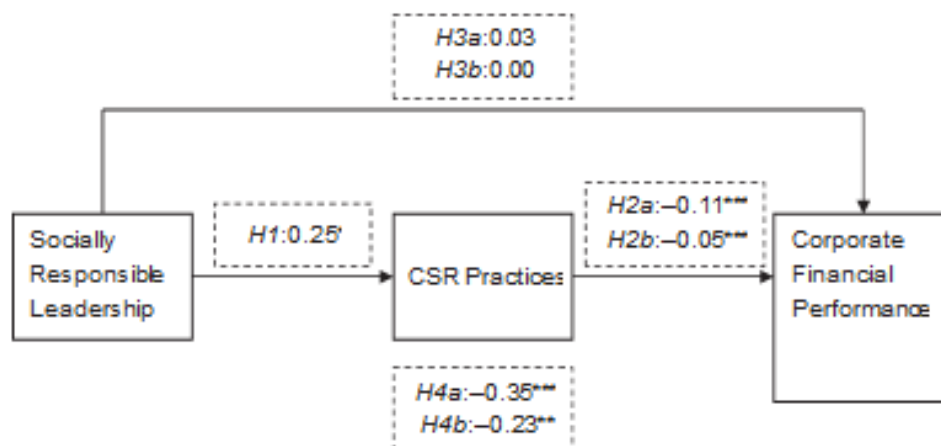 H3a:0.03
H3b:0.00
H1:0.25*
H2a:–0.11***
H2b:–0.05***
Socially
Responsible
Leadership
CSR Practices
Corporate
Financial
Performance
H4a:–0.35***
H4b:–0.23**